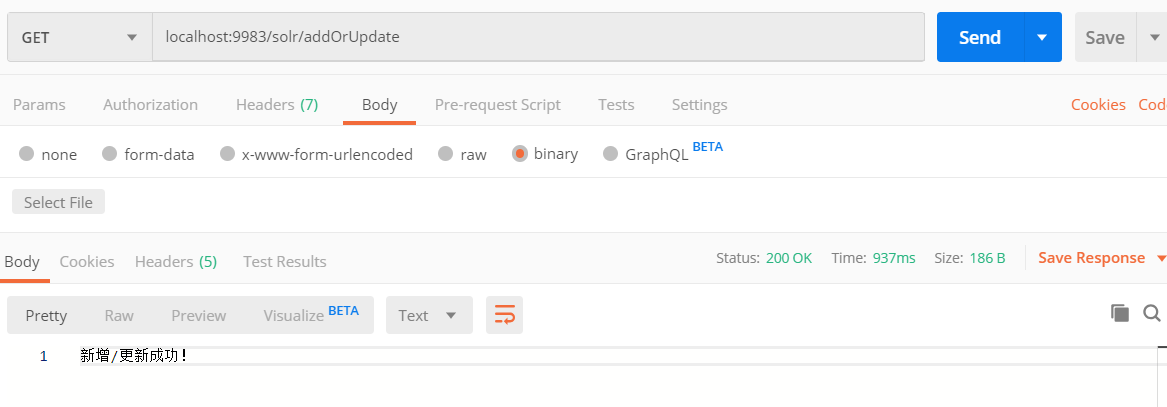 GET localhost:9983/solr/addOrUpdate Send Save
Params Authorization Headers (7) Body Pre-request Script Tests Settings Cookies Cod
none form-data x-www-form-urlencoded raw binary GraphQL BETA
Select File
Body Cookies Headers (5) Test Results Status: 200 OK Time: 937ms Size: 186 B Save Response
Pretty Raw Preview Visualize BETA Text
1 新增/更新成功!